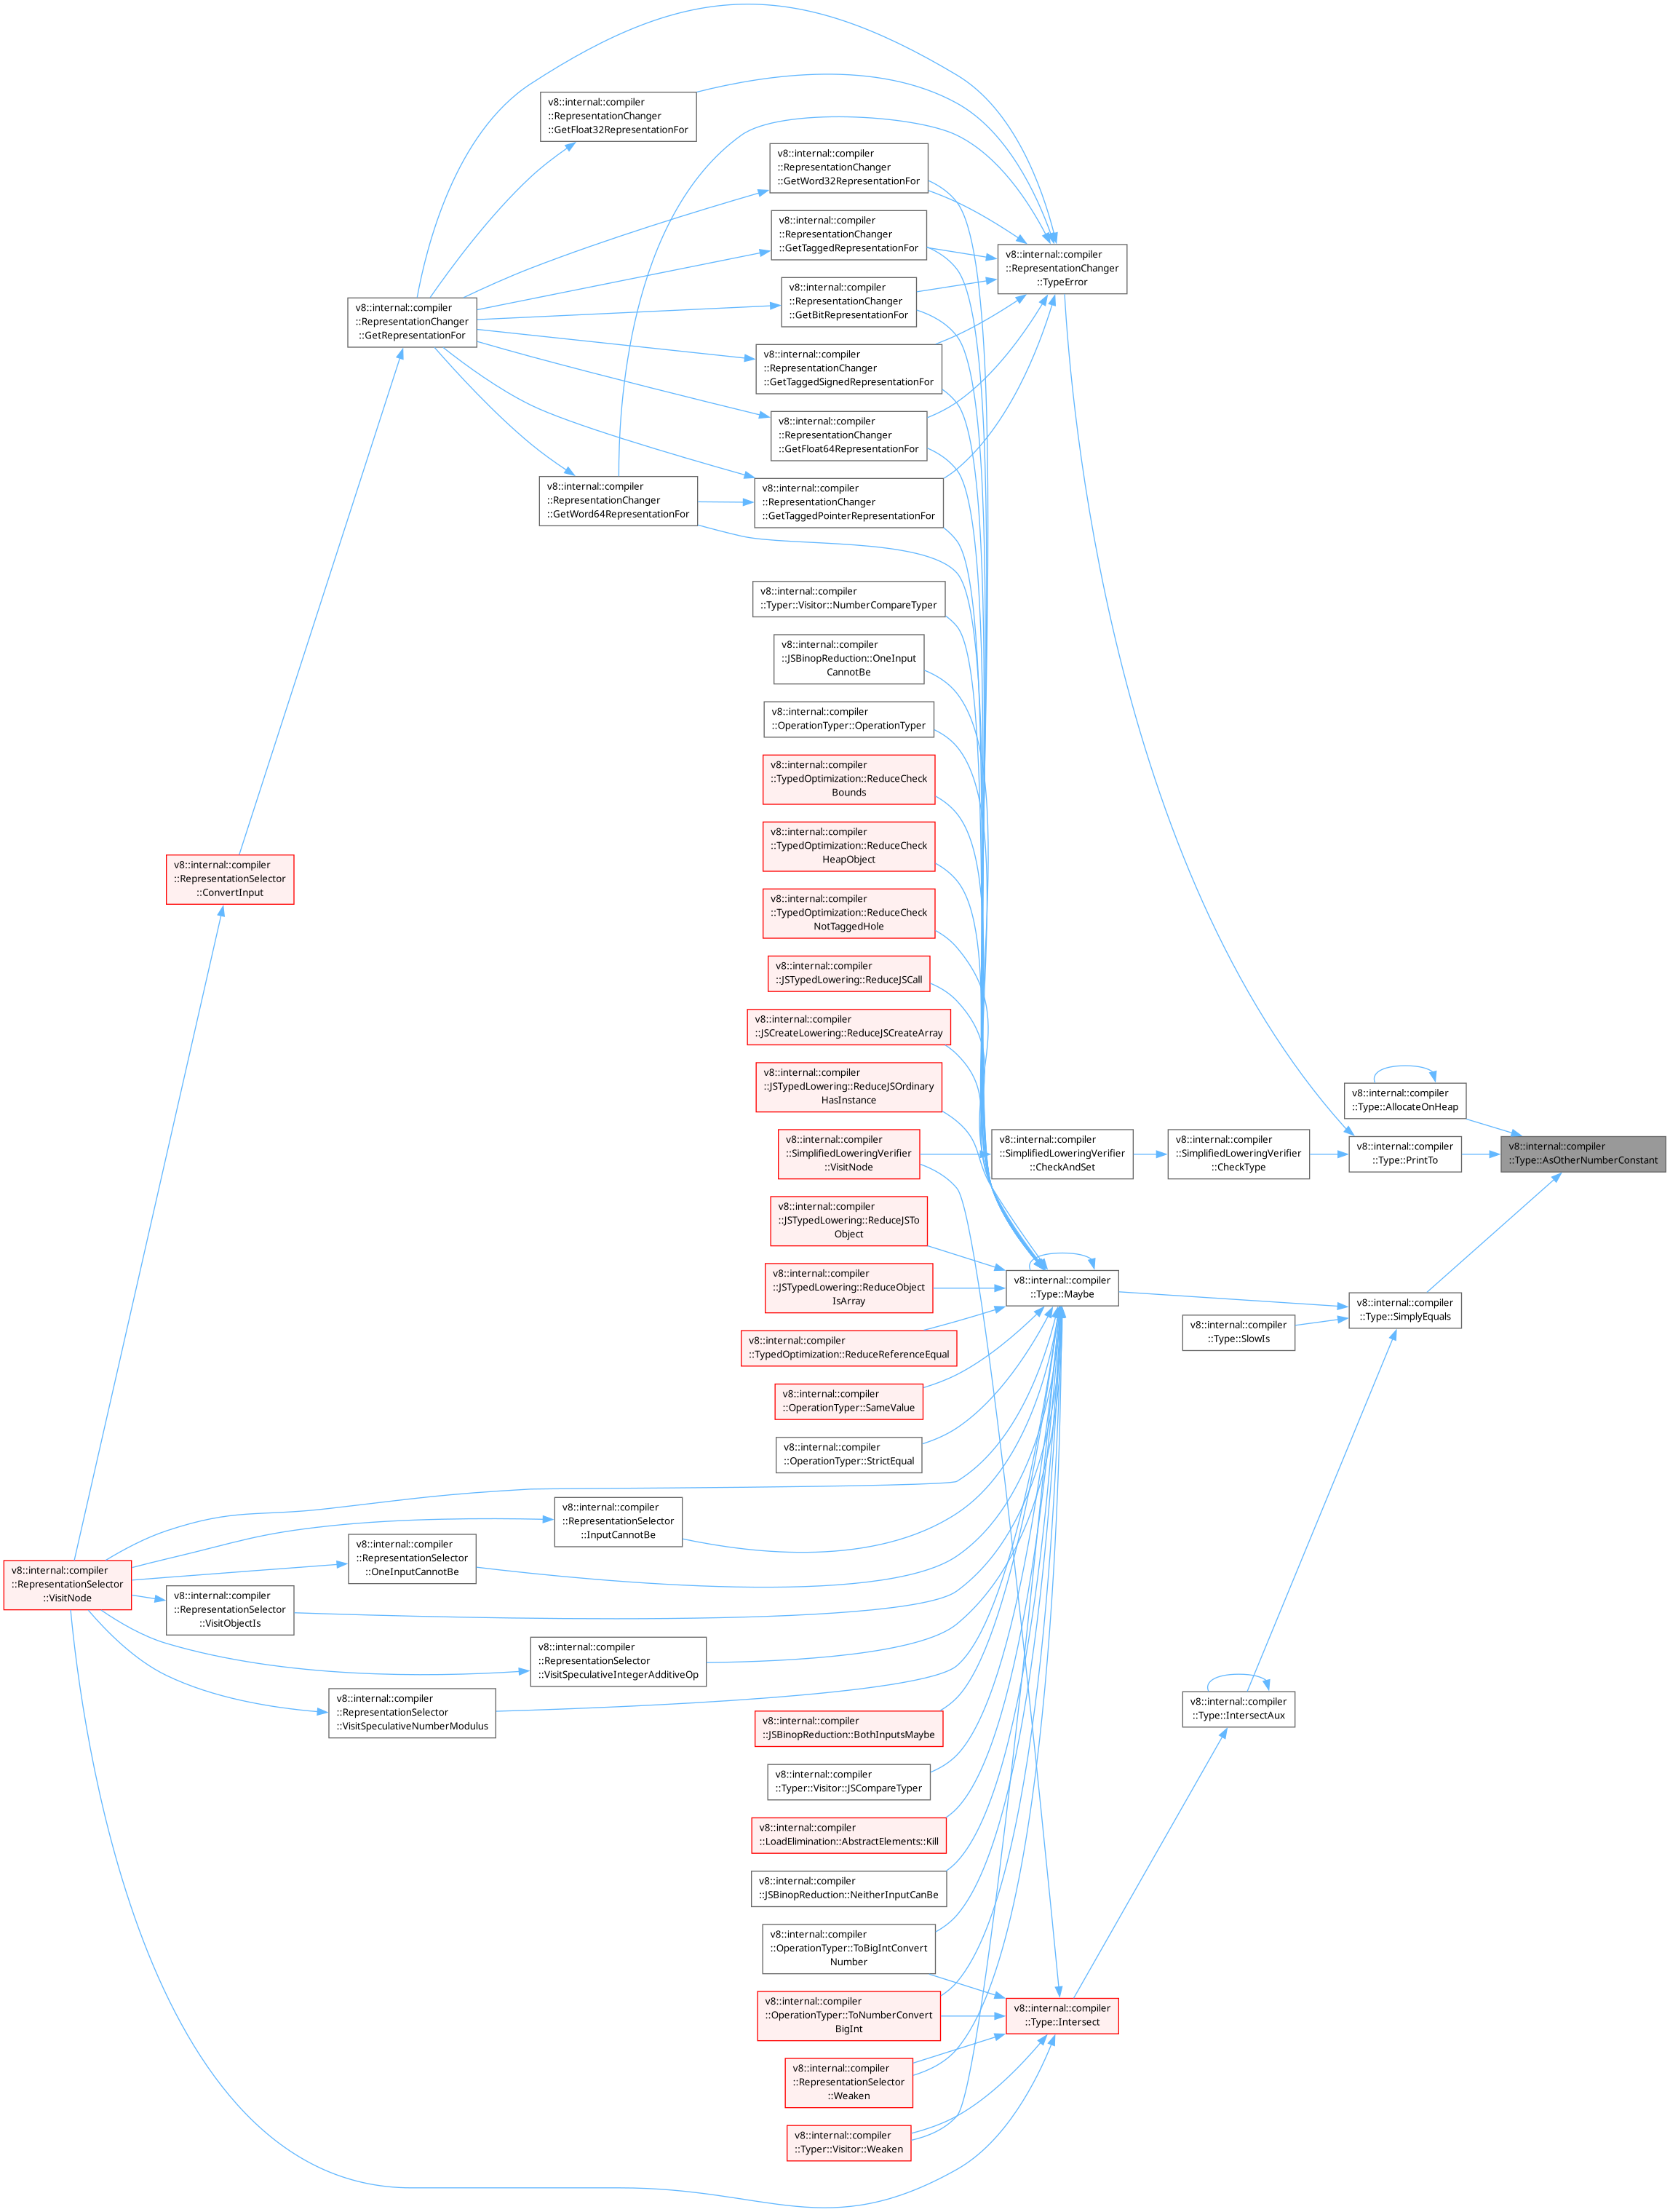 v8::internal::compiler
::RepresentationChanger
::GetFloat32RepresentationFor
v8::internal::compiler
::RepresentationChanger
::GetWord32RepresentationFor
v8::internal::compiler
::RepresentationChanger
::GetTaggedRepresentationFor
v8::internal::compiler
::RepresentationChanger
::TypeError
v8::internal::compiler
::RepresentationChanger
::GetBitRepresentationFor
v8::internal::compiler
::RepresentationChanger
::GetRepresentationFor
v8::internal::compiler
::RepresentationChanger
::GetTaggedSignedRepresentationFor
v8::internal::compiler
::RepresentationChanger
::GetFloat64RepresentationFor
v8::internal::compiler
::RepresentationChanger
::GetWord64RepresentationFor
v8::internal::compiler
::RepresentationChanger
::GetTaggedPointerRepresentationFor
v8::internal::compiler
::Typer::Visitor::NumberCompareTyper
v8::internal::compiler
::JSBinopReduction::OneInput
CannotBe
v8::internal::compiler
::OperationTyper::OperationTyper
v8::internal::compiler
::TypedOptimization::ReduceCheck
Bounds
v8::internal::compiler
::TypedOptimization::ReduceCheck
HeapObject
v8::internal::compiler
::RepresentationSelector
::ConvertInput
v8::internal::compiler
::TypedOptimization::ReduceCheck
NotTaggedHole
v8::internal::compiler
::JSTypedLowering::ReduceJSCall
v8::internal::compiler
::JSCreateLowering::ReduceJSCreateArray
v8::internal::compiler
::JSTypedLowering::ReduceJSOrdinary
HasInstance
v8::internal::compiler
::Type::AllocateOnHeap
v8::internal::compiler
::SimplifiedLoweringVerifier
::VisitNode
v8::internal::compiler
::SimplifiedLoweringVerifier
::CheckAndSet
v8::internal::compiler
::SimplifiedLoweringVerifier
::CheckType
v8::internal::compiler
::Type::PrintTo
v8::internal::compiler
::Type::AsOtherNumberConstant
v8::internal::compiler
::JSTypedLowering::ReduceJSTo
Object
v8::internal::compiler
::JSTypedLowering::ReduceObject
IsArray
v8::internal::compiler
::Type::Maybe
v8::internal::compiler
::Type::SimplyEquals
v8::internal::compiler
::Type::SlowIs
v8::internal::compiler
::TypedOptimization::ReduceReferenceEqual
v8::internal::compiler
::OperationTyper::SameValue
v8::internal::compiler
::OperationTyper::StrictEqual
v8::internal::compiler
::RepresentationSelector
::InputCannotBe
v8::internal::compiler
::RepresentationSelector
::OneInputCannotBe
v8::internal::compiler
::RepresentationSelector
::VisitNode
v8::internal::compiler
::RepresentationSelector
::VisitObjectIs
v8::internal::compiler
::RepresentationSelector
::VisitSpeculativeIntegerAdditiveOp
v8::internal::compiler
::RepresentationSelector
::VisitSpeculativeNumberModulus
v8::internal::compiler
::Type::IntersectAux
v8::internal::compiler
::JSBinopReduction::BothInputsMaybe
v8::internal::compiler
::Typer::Visitor::JSCompareTyper
v8::internal::compiler
::LoadElimination::AbstractElements::Kill
v8::internal::compiler
::JSBinopReduction::NeitherInputCanBe
v8::internal::compiler
::OperationTyper::ToBigIntConvert
Number
v8::internal::compiler
::OperationTyper::ToNumberConvert
BigInt
v8::internal::compiler
::Type::Intersect
v8::internal::compiler
::RepresentationSelector
::Weaken
v8::internal::compiler
::Typer::Visitor::Weaken